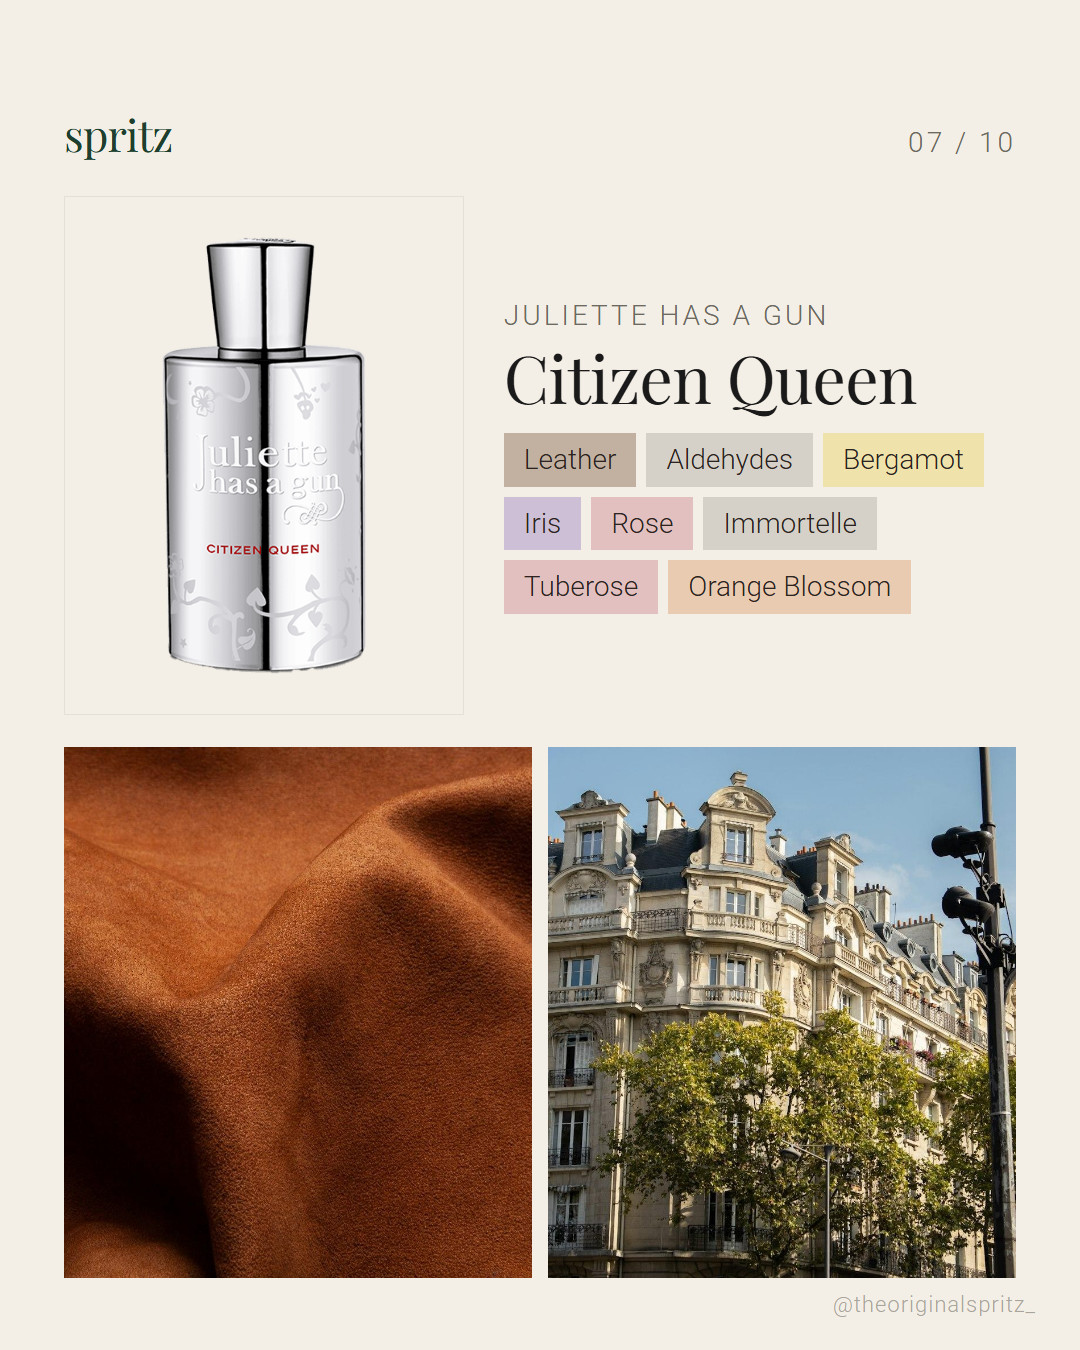 spritz
07 / 10
Juliette
has a gun
CITIZEN QUEEN
JULIETTE HAS A GUN
Citizen Queen
Leather Aldehydes Bergamot
Iris Rose Immortelle
Tuberose Orange Blossom
@theoriginalspritz_